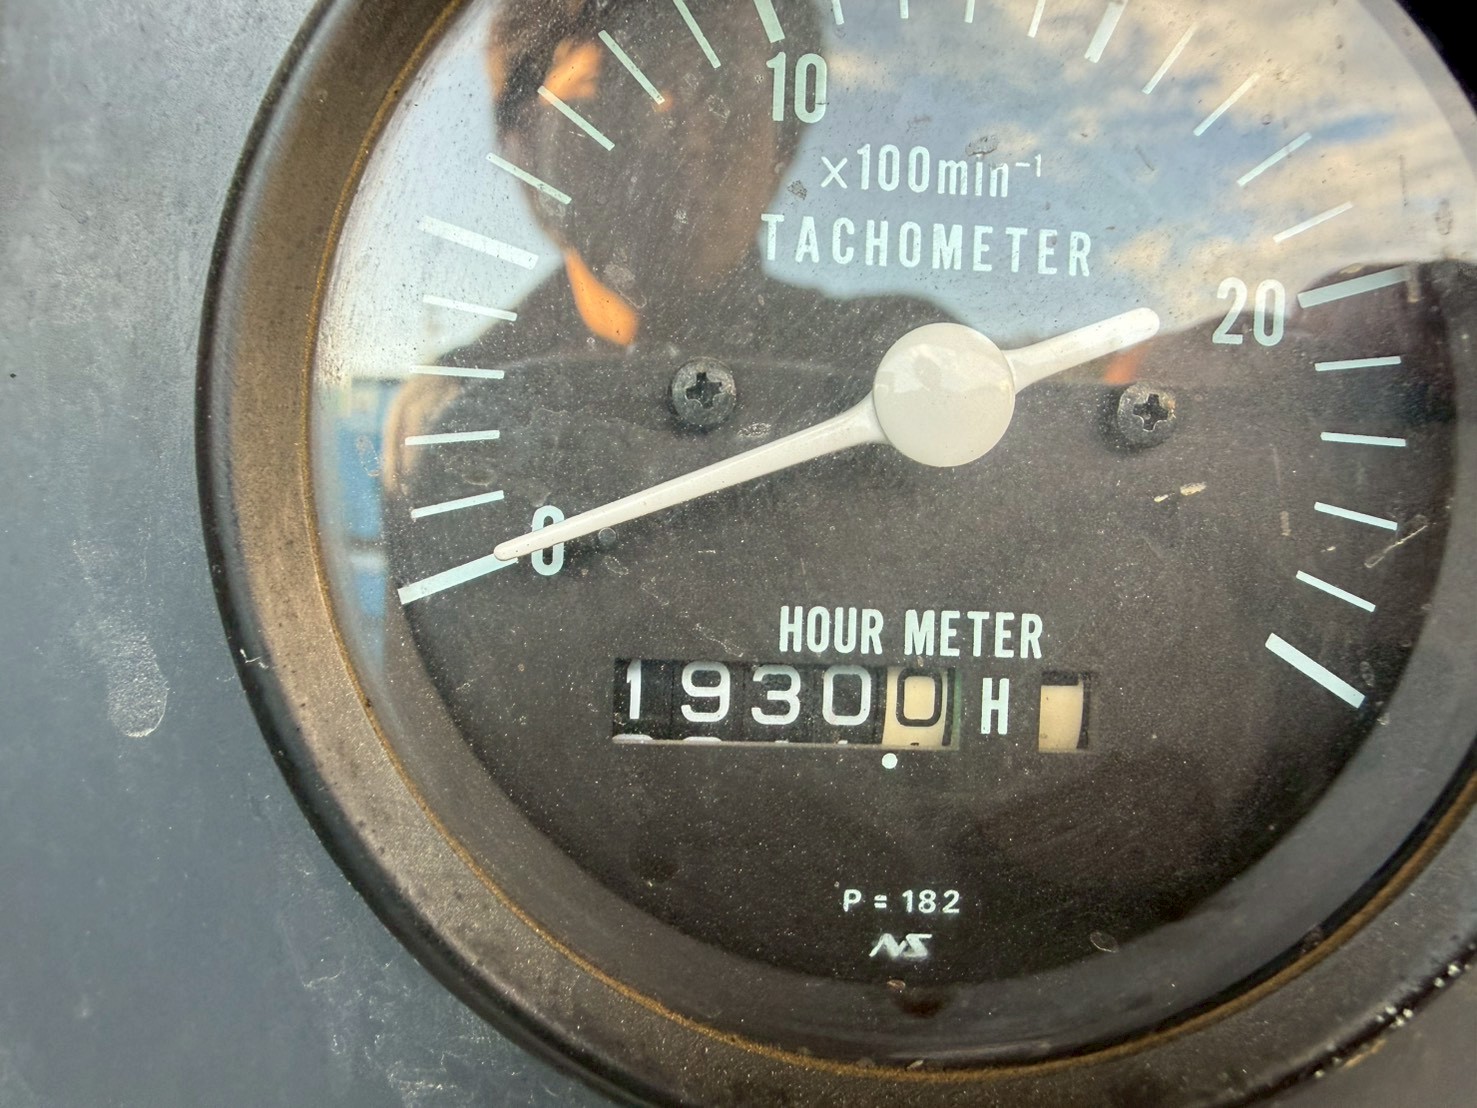 10
×100min⁻¹
TACHOMETER
20
0
HOUR METER
19300 H
P = 182
NS